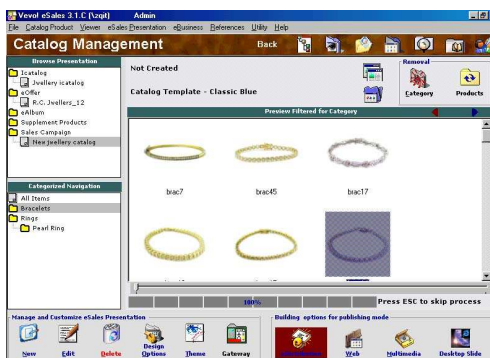 Vevol eSales 3.1.C (\zqit) Admin
File Catalog Product Viewer eSales Presentation eBusiness References Utility Help
Catalog Management
Back
Browse Presentation
Icatalog
Jwellery icatalog
eOffer
R.C. Jwellers_12
eAlbum
Supplement Products
Sales Campaign
New jwellery catalog
Not Created
Catalog Template - Classic Blue
Removal
Category
Products
Preview Filtered for Category
brac7
brac45
brac17
Categorized Navigation
All Items
Bracelets
Rings
Pearl Ring
100%
Press ESC to skip process
Manage and Customize eSales Presentation
New
Edit
Delete
Design Options
Theme
Gateway
Building options for publishing mode
Web
Multimedia
Desktop Slide